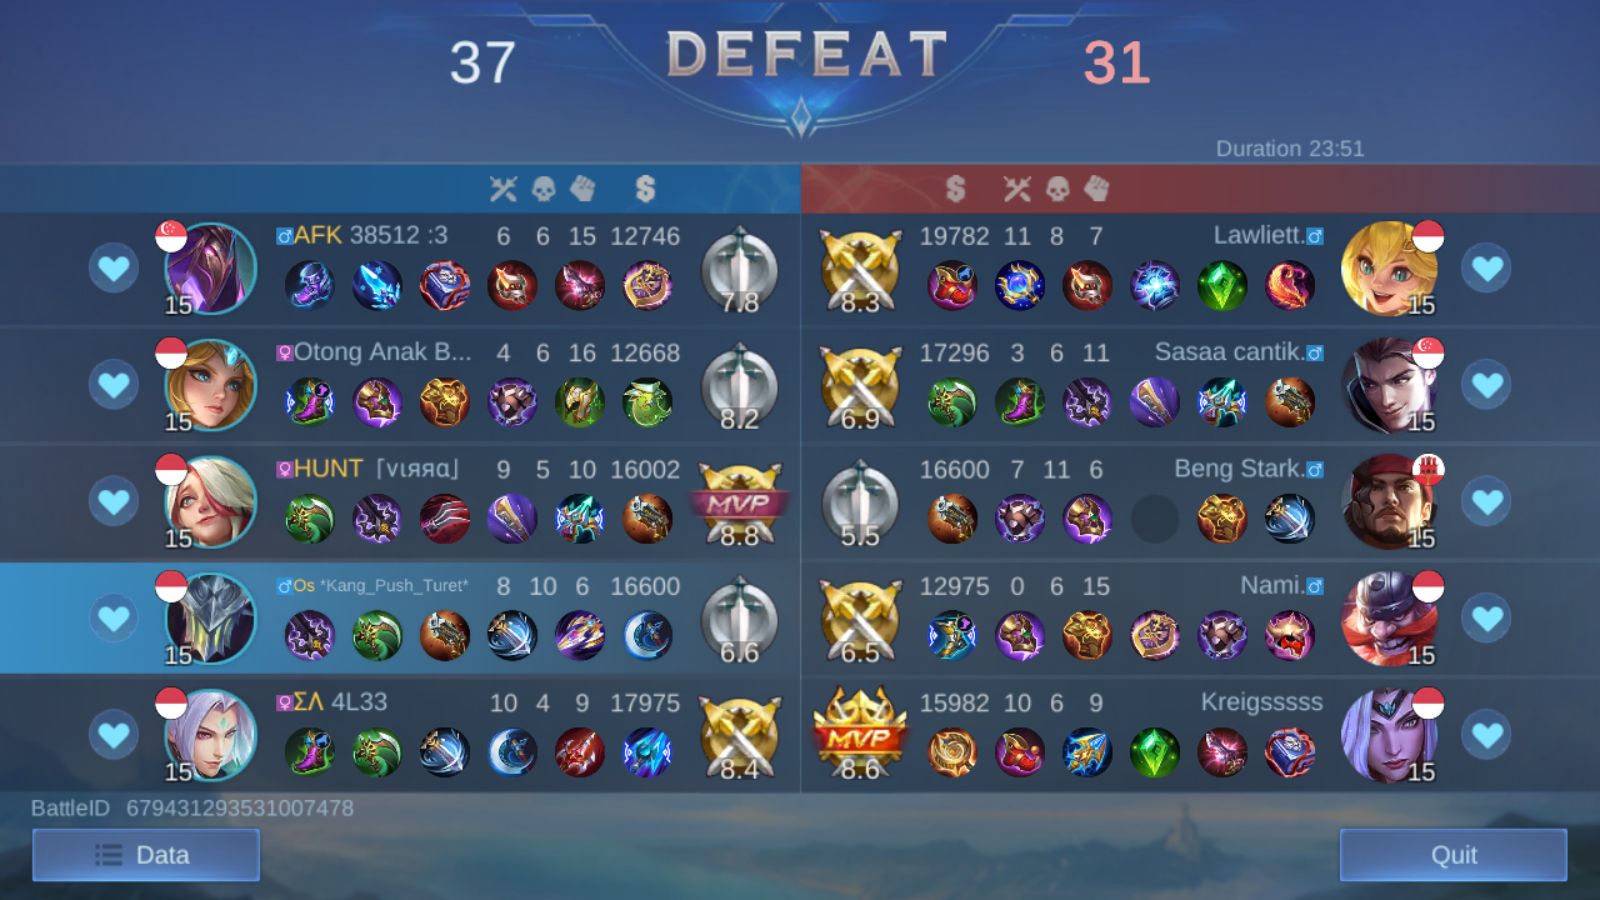 37 DEFEAT 31
Duration 23:51
AFK 38512 :3 6 6 15 12746 7.8
15
8.3 19782 11 8 7 Lawliett.
15
Otong Anak B... 4 6 16 12668 8.2
15
6.9 17296 3 6 11 Sasaa cantik.
15
HUNT「vιяяα」 9 5 10 16002 MVP 8.8
15
5.5 16600 7 11 6 Beng Stark.
15
Os *Kang_Push_Turet* 8 10 6 16600 6.6
15
6.5 12975 0 6 15 Nami.
15
ΣΛ 4L33 10 4 9 17975 8.4
15
MVP 8.6 15982 10 6 9 Kreigsssss
15
BattleID 679431293531007478
Data
Quit